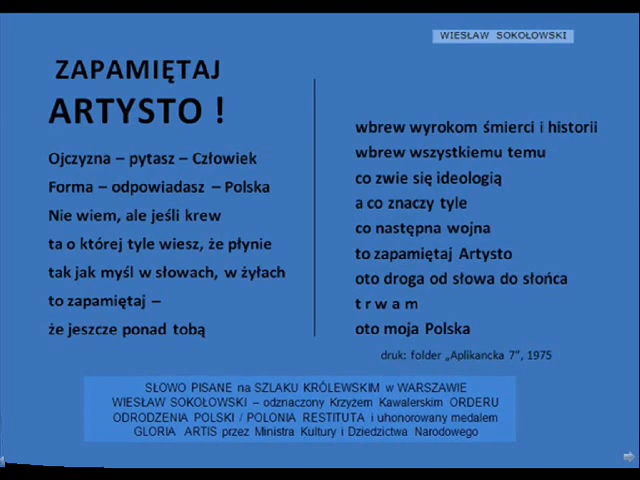 WIESŁAW SOKOŁOWSKI
ZAPAMIĘTAJ
ARTYSTO !
Ojczyzna – pytasz – Człowiek
Forma – odpowiadasz – Polska
Nie wiem, ale jeśli krew
ta o której tyle wiesz, że płynie
tak jak myśl w słowach, w żyłach
to zapamiętaj –
że jeszcze ponad tobą
wbrew wyrokom śmierci i historii
wbrew wszystkiemu temu
co zwie się ideologią
a co znaczy tyle
co następna wojna
to zapamiętaj Artysto
oto droga od słowa do słońca
t r w a m
oto moja Polska
druk: folder „Aplikancka 7”, 1975
SŁOWO PISANE na SZLAKU KRÓLEWSKIM w WARSZAWIE
WIESŁAW SOKOŁOWSKI – odznaczony Krzyżem Kawalerskim ORDERU
ODRODZENIA POLSKI / POLONIA RESTITUTA i uhonorowany medalem
GLORIA ARTIS przez Ministra Kultury i Dziedzictwa Narodowego